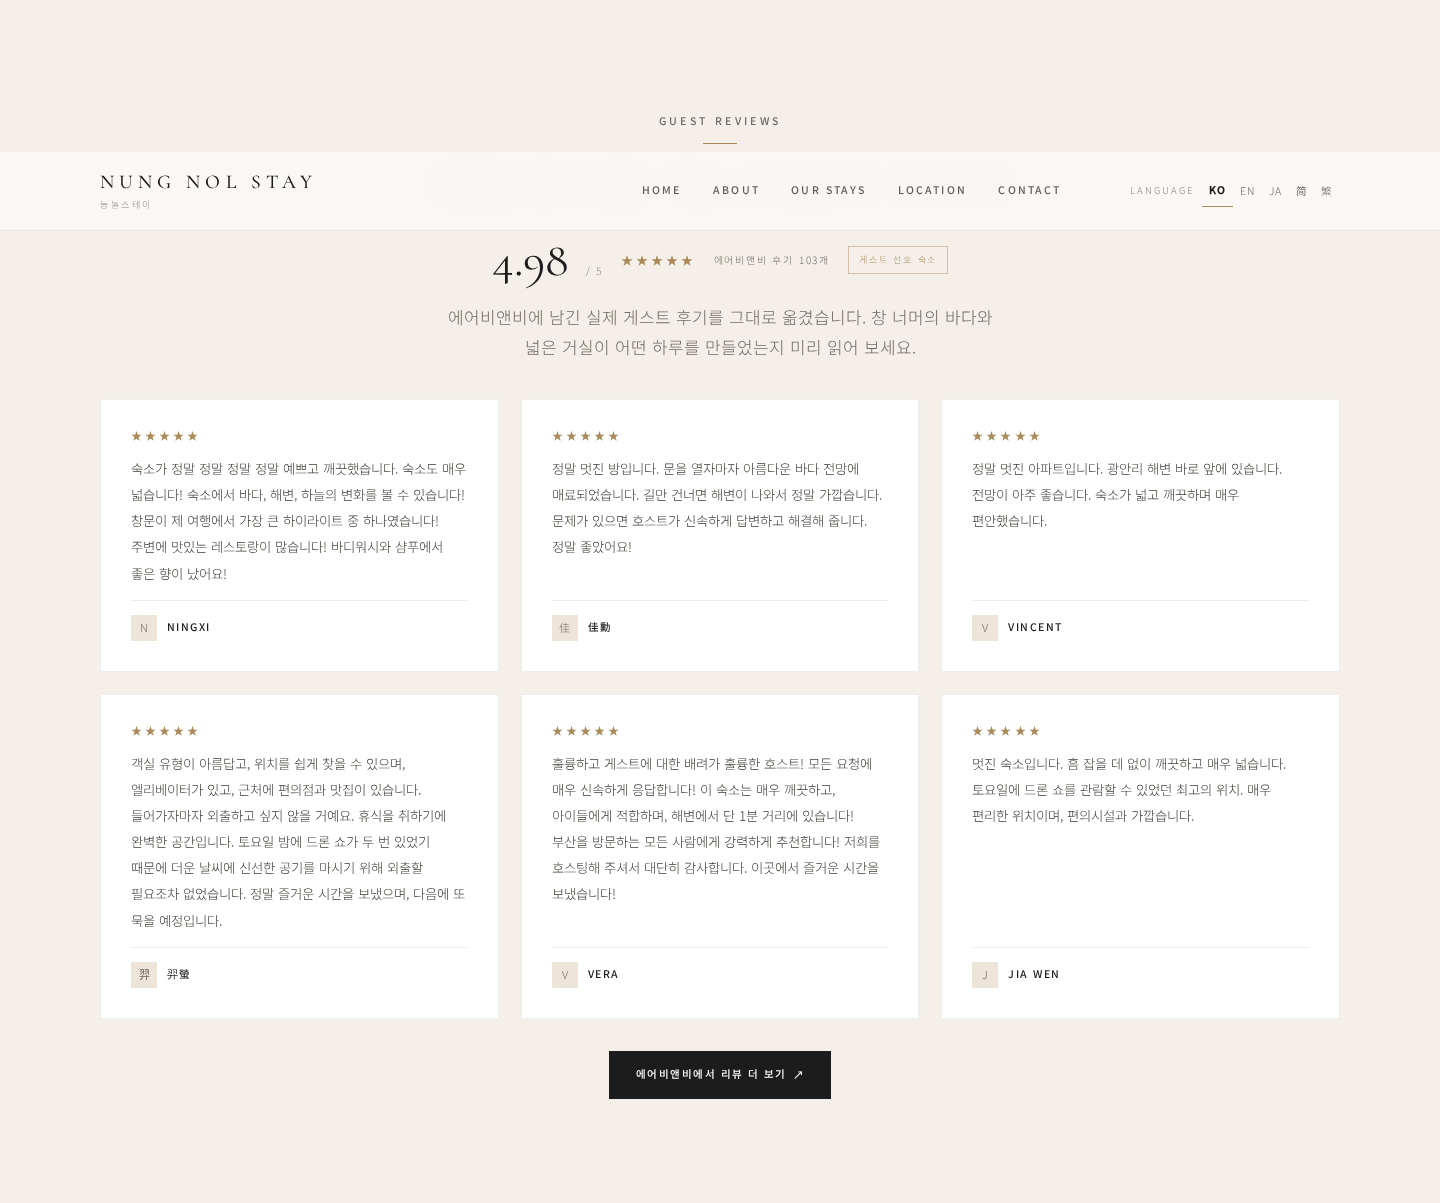 GUEST REVIEWS
NUNG NOL STAY
능놀스테이
HOME ABOUT OUR STAYS LOCATION CONTACT
LANGUAGE KO EN JA 简 繁
4.98 / 5 ★★★★★ 에어비앤비 후기 103개 게스트 선호 숙소
에어비앤비에 남긴 실제 게스트 후기를 그대로 옮겼습니다. 창 너머의 바다와
넓은 거실이 어떤 하루를 만들었는지 미리 읽어 보세요.
★★★★★
숙소가 정말 정말 정말 정말 예쁘고 깨끗했습니다. 숙소도 매우
넓습니다! 숙소에서 바다, 해변, 하늘의 변화를 볼 수 있습니다!
창문이 제 여행에서 가장 큰 하이라이트 중 하나였습니다!
주변에 맛있는 레스토랑이 많습니다! 바디워시와 샴푸에서
좋은 향이 났어요!
N NINGXI
★★★★★
정말 멋진 방입니다. 문을 열자마자 아름다운 바다 전망에
매료되었습니다. 길만 건너면 해변이 나와서 정말 가깝습니다.
문제가 있으면 호스트가 신속하게 답변하고 해결해 줍니다.
정말 좋았어요!
佳 佳勳
★★★★★
정말 멋진 아파트입니다. 광안리 해변 바로 앞에 있습니다.
전망이 아주 좋습니다. 숙소가 넓고 깨끗하며 매우
편안했습니다.
V VINCENT
★★★★★
객실 유형이 아름답고, 위치를 쉽게 찾을 수 있으며,
엘리베이터가 있고, 근처에 편의점과 맛집이 있습니다.
들어가자마자 외출하고 싶지 않을 거예요. 휴식을 취하기에
완벽한 공간입니다. 토요일 밤에 드론 쇼가 두 번 있었기
때문에 더운 날씨에 신선한 공기를 마시기 위해 외출할
필요조차 없었습니다. 정말 즐거운 시간을 보냈으며, 다음에 또
묵을 예정입니다.
羿 羿螢
★★★★★
훌륭하고 게스트에 대한 배려가 훌륭한 호스트! 모든 요청에
매우 신속하게 응답합니다! 이 숙소는 매우 깨끗하고,
아이들에게 적합하며, 해변에서 단 1분 거리에 있습니다!
부산을 방문하는 모든 사람에게 강력하게 추천합니다! 저희를
호스팅해 주셔서 대단히 감사합니다. 이곳에서 즐거운 시간을
보냈습니다!
V VERA
★★★★★
멋진 숙소입니다. 흠 잡을 데 없이 깨끗하고 매우 넓습니다.
토요일에 드론 쇼를 관람할 수 있었던 최고의 위치. 매우
편리한 위치이며, 편의시설과 가깝습니다.
J JIA WEN
에어비앤비에서 리뷰 더 보기 ↗